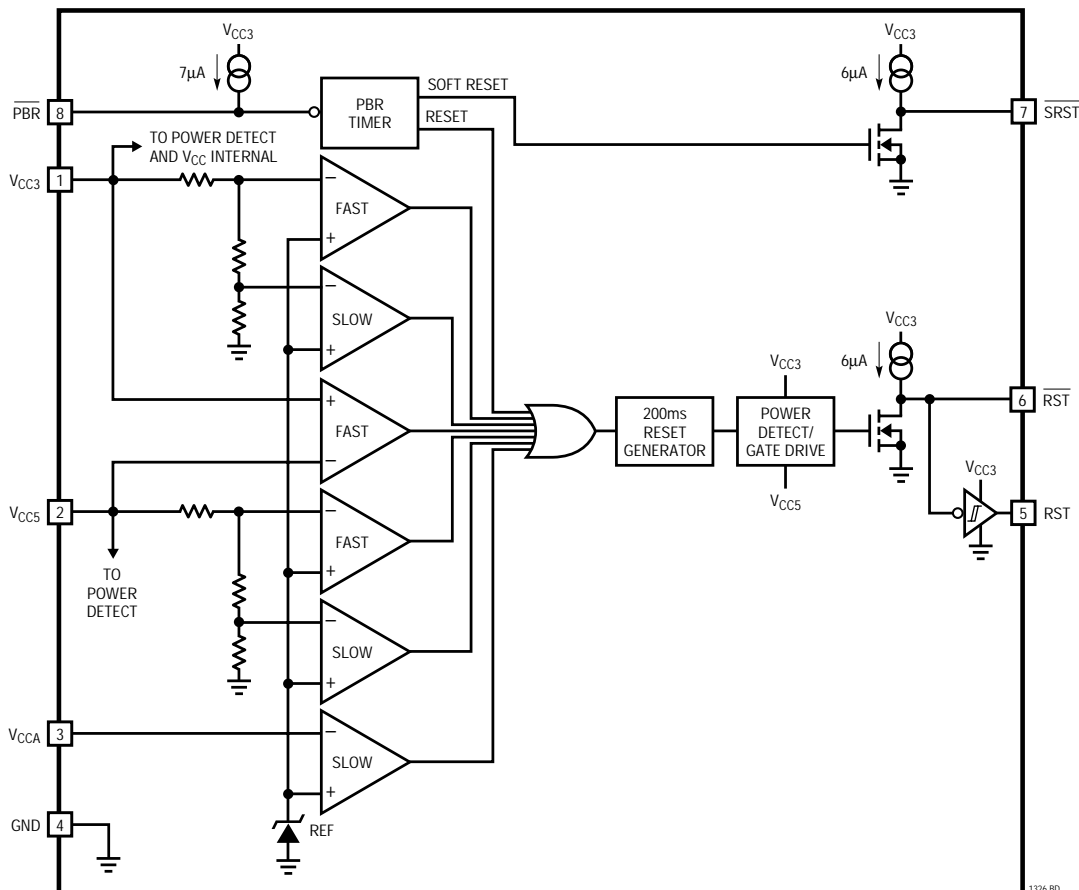 VCC3
7µA
PBR
8
PBR
TIMER
SOFT RESET
RESET
VCC3
6µA
7
SRST
TO POWER DETECT
AND VCC INTERNAL
VCC3
1
−
FAST
+
−
SLOW
+
+
FAST
−
VCC5
2
TO
POWER
DETECT
−
FAST
+
−
SLOW
+
VCCA
3
−
SLOW
+
GND
4
REF
200ms
RESET
GENERATOR
VCC3
POWER
DETECT/
GATE DRIVE
VCC5
VCC3
6µA
6
RST
VCC3
5
RST
1326 BD